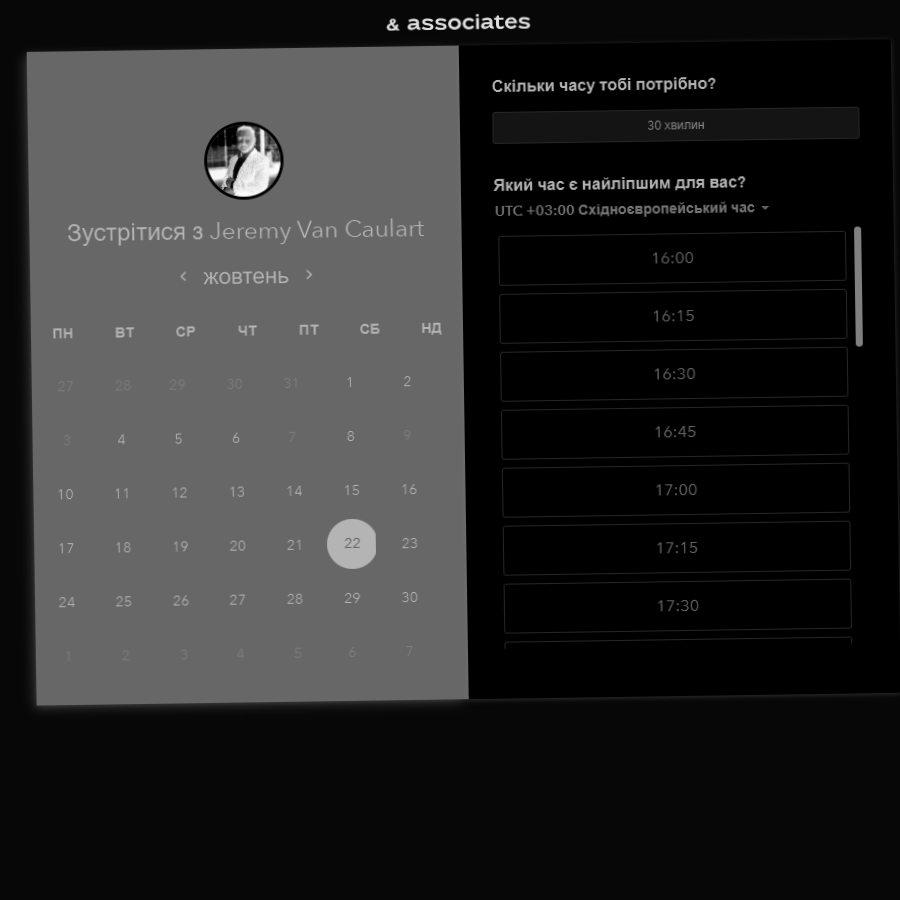 & associates
Зустрітися з Jeremy Van Caulart
жовтень
ПН ВТ СР ЧТ ПТ СБ НД
27 28 29 30 31 1 2
3 4 5 6 7 8 9
10 11 12 13 14 15 16
17 18 19 20 21 22 23
24 25 26 27 28 29 30
1 2 3 4 5 6 7
Скільки часу тобі потрібно?
30 хвилин
Який час є найліпшим для вас?
UTC +03:00 Східноєвропейський час
16:00
16:15
16:30
16:45
17:00
17:15
17:30